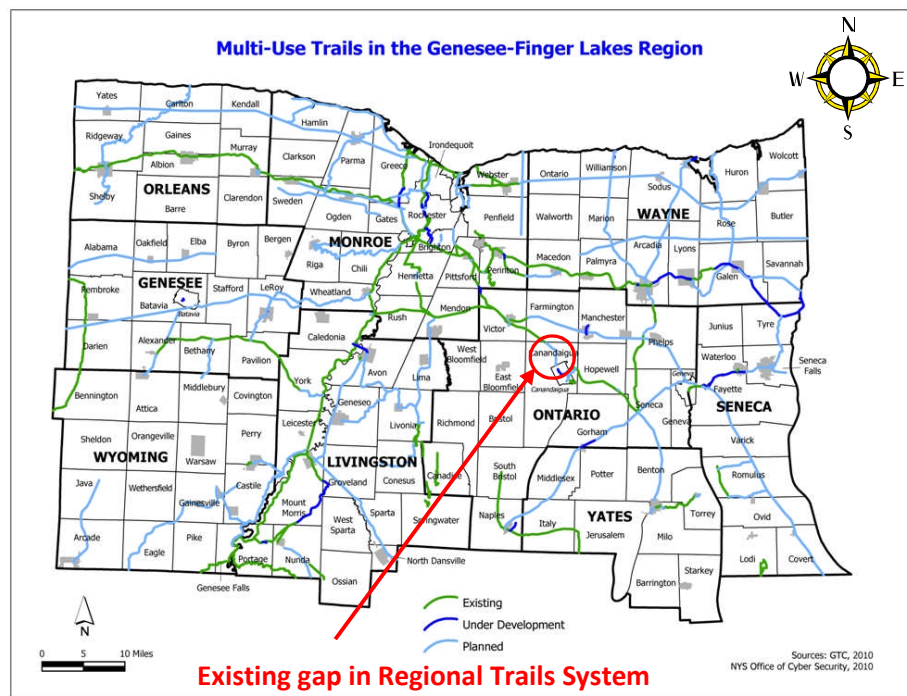 Multi-Use Trails in the Genesee-Finger Lakes Region
N
W E
S
Yates Carlton Kendall Hamlin
Irondequoit
Ridgeway Gaines Murray Clarkson Parma Greece Webster Ontario Williamson Sodus Huron Wolcott
Albion
Shelby ORLEANS Clarendon Sweden Ogden Gates Rochester Penfield Walworth Marion WAYNE Rose Butler
Barre
Alabama Oakfield Elba Byron Bergen MONROE Brighton Macedon Palmyra Arcadia Lyons Galen Savannah
Riga Chili Henrietta Pittsford Perinton
Pembroke GENESEE Stafford LeRoy Wheatland Rush Mendon Victor Farmington Manchester Junius Tyre
Batavia
Batavia
Darien Alexander Bethany Pavilion Caledonia Avon Lima West Bloomfield East Bloomfield Canandaigua Hopewell Phelps Waterloo Seneca Falls
Canandaigua
Geneva
Fayette
Bennington Attica Middlebury Covington York Geneseo Livonia Richmond Bristol ONTARIO Seneca Geneva SENECA
Leicester Gorham Varick
Sheldon Orangeville Warsaw Perry
WYOMING LIVINGSTON
Groveland Conesus Canadice South Bristol Middlesex Potter Benton Romulus
Java Wethersfield Gainesville Castile Mount Morris West Sparta Sparta Springwater Naples Italy YATES Torrey Ovid
Jerusalem Milo
Arcade Eagle Pike Portage Nunda North Dansville Lodi Covert
Genesee Falls Ossian Barrington Starkey
N
0 5 10 Miles
Existing
Under Development
Planned
Sources: GTC, 2010
NYS Office of Cyber Security, 2010
Existing gap in Regional Trails System